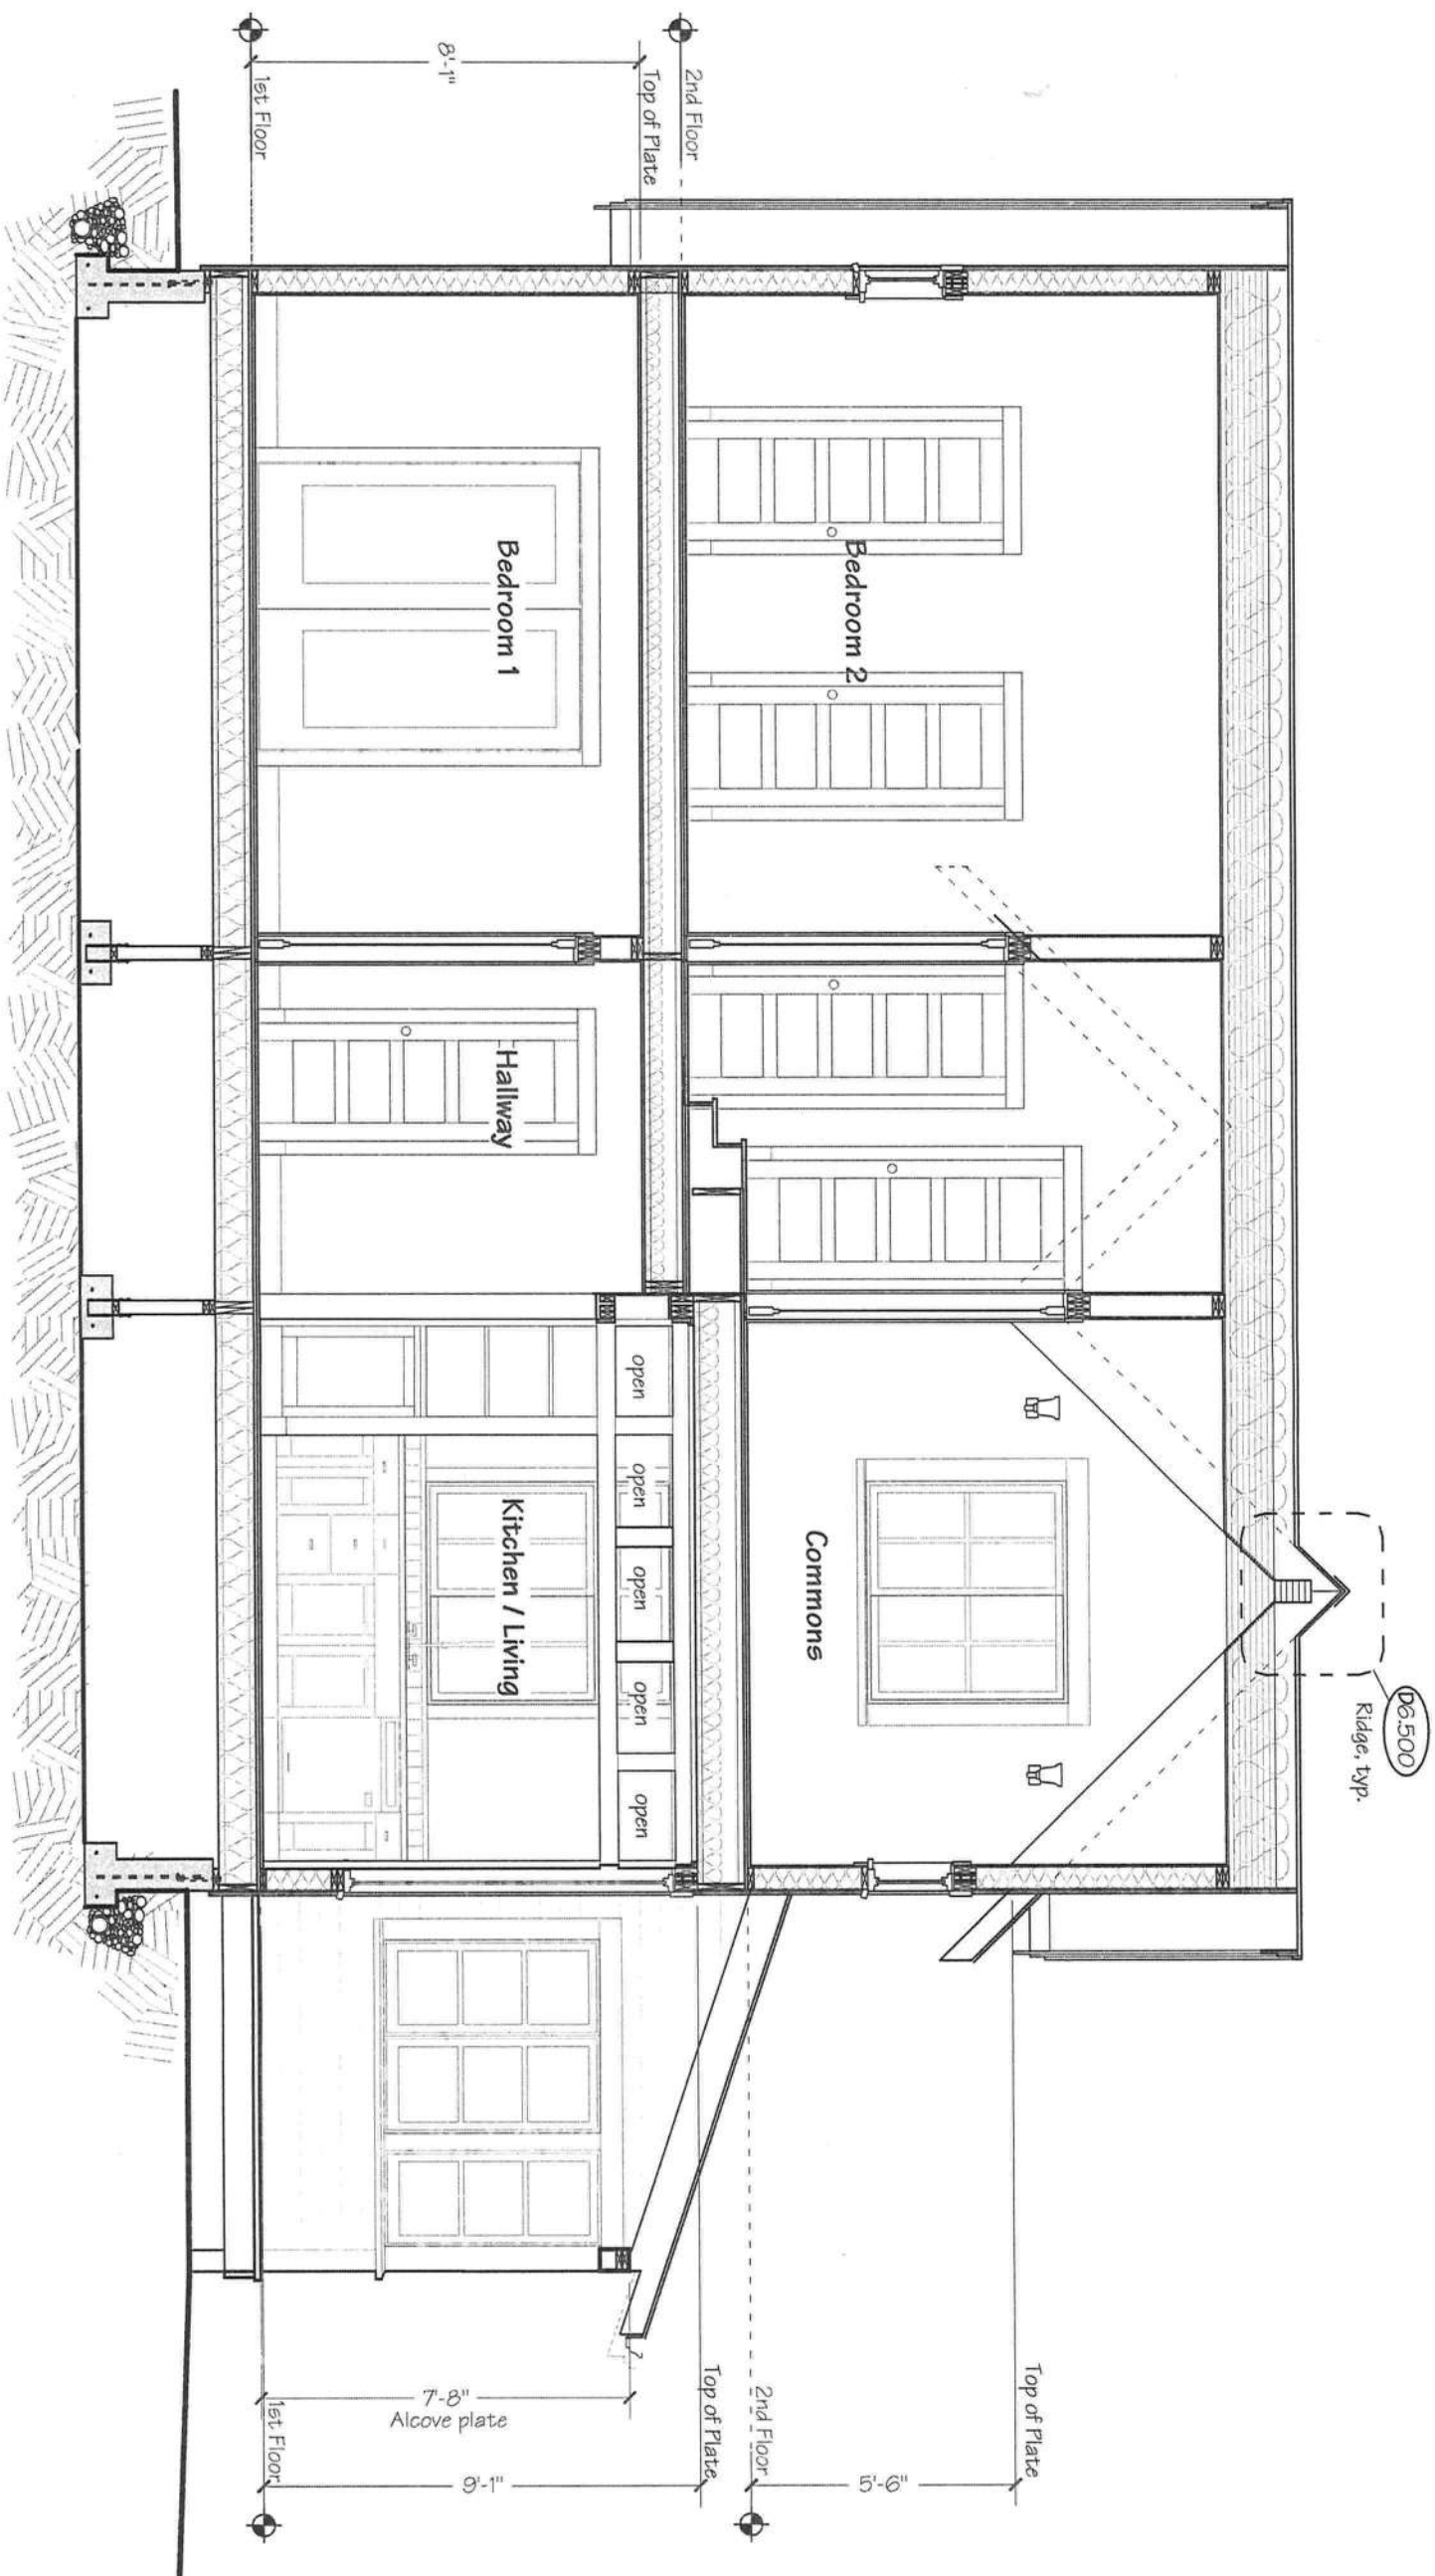 D6.500
Ridge, typ.
2nd Floor
Top of Plate
8'-1"
1st Floor
Bedroom 2
Bedroom 1
Hallway
Commons
open
open
open
open
open
Kitchen / Living
Top of Plate
5'-6"
2nd Floor
Top of Plate
7'-8"
Alcove plate
9'-1"
1st Floor